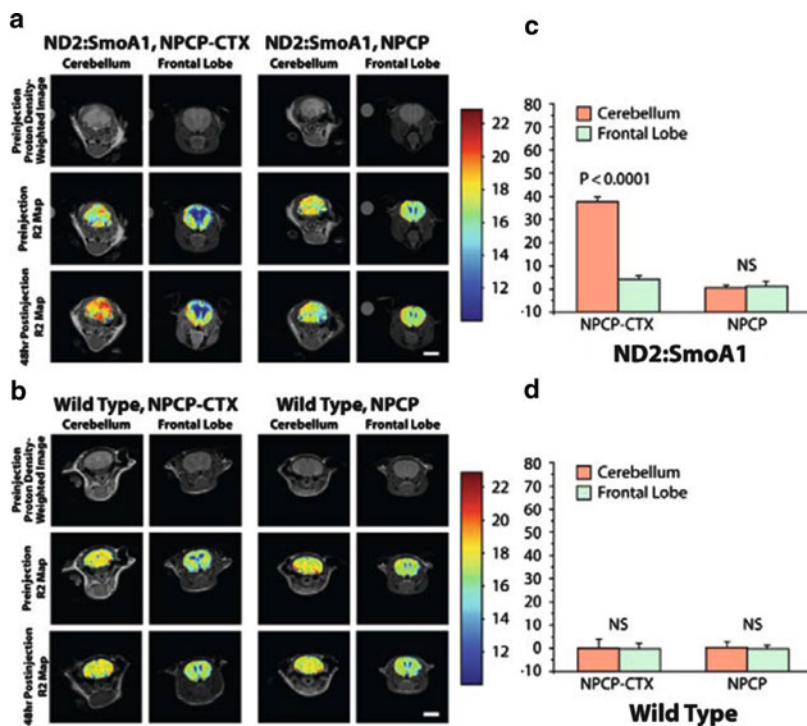 a
ND2:SmoA1, NPCP-CTX
ND2:SmoA1, NPCP
Cerebellum
Frontal Lobe
Cerebellum
Frontal Lobe
Preinjection
Proton Density-
Weighted Image
Preinjection
R2 Map
48hr Postinjection
R2 Map
22
20
18
16
14
12
10
b
Wild Type, NPCP-CTX
Wild Type, NPCP
Cerebellum
Frontal Lobe
Cerebellum
Frontal Lobe
Preinjection
Proton Density-
Weighted Image
Preinjection
R2 Map
48hr Postinjection
R2 Map
22
20
18
16
14
12
10
c
80
70
60
50
40
30
20
10
0
-10
Cerebellum
Frontal Lobe
P < 0.0001
NS
NPCP-CTX
NPCP
ND2:SmoA1
d
80
70
60
50
40
30
20
10
0
-10
Cerebellum
Frontal Lobe
NS
NS
NPCP-CTX
NPCP
Wild Type